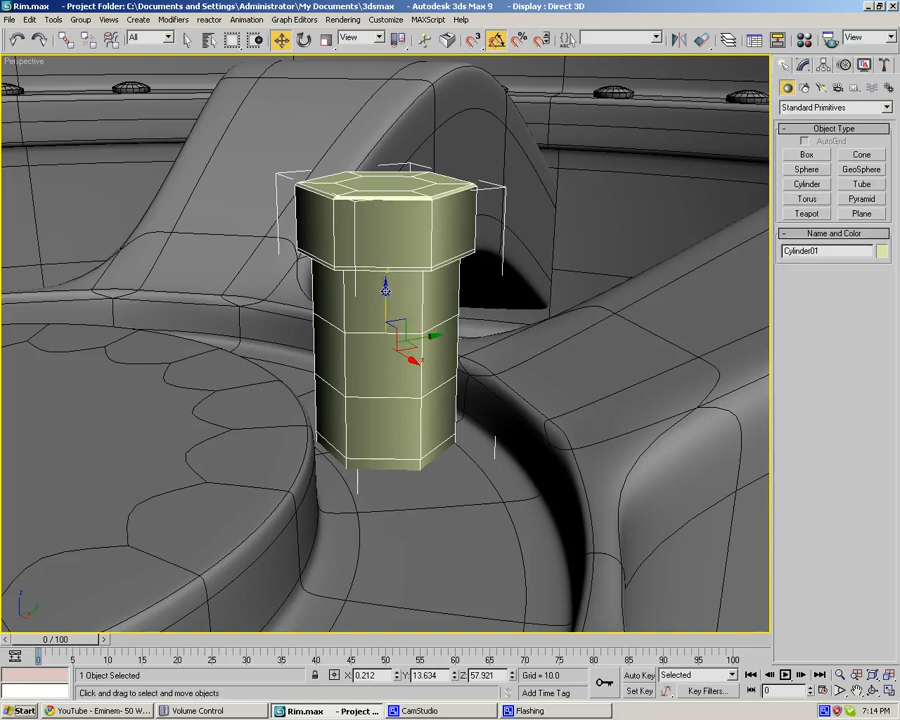 Rim.max - Project Folder: C:\Documents and Settings\Administrator\My Documents\3dsmax - Autodesk 3ds Max 9 - Display : Direct 3D
File Edit Tools Group Views Create Modifiers reactor Animation Graph Editors Rendering Customize MAXScript Help
All View View
Perspective
Standard Primitives
- Object Type
AutoGrid
Box Cone
Sphere GeoSphere
Cylinder Tube
Torus Pyramid
Teapot Plane
- Name and Color
Cylinder01
z
x
z
y
< 0 / 100 >
0 5 10 15 20 25 30 35 40 45 50 55 60 65 70 75 80 85 90 95 100
1 Object Selected X: 0.212 Y: 13.634 Z: 57.921 Grid = 10.0 Auto Key Selected
Click and drag to select and move objects Add Time Tag Set Key Key Filters... 0
Start YouTube - Eminem- 50 W... Volume Control Rim.max - Project ... CamStudio Flashing 7:14 PM